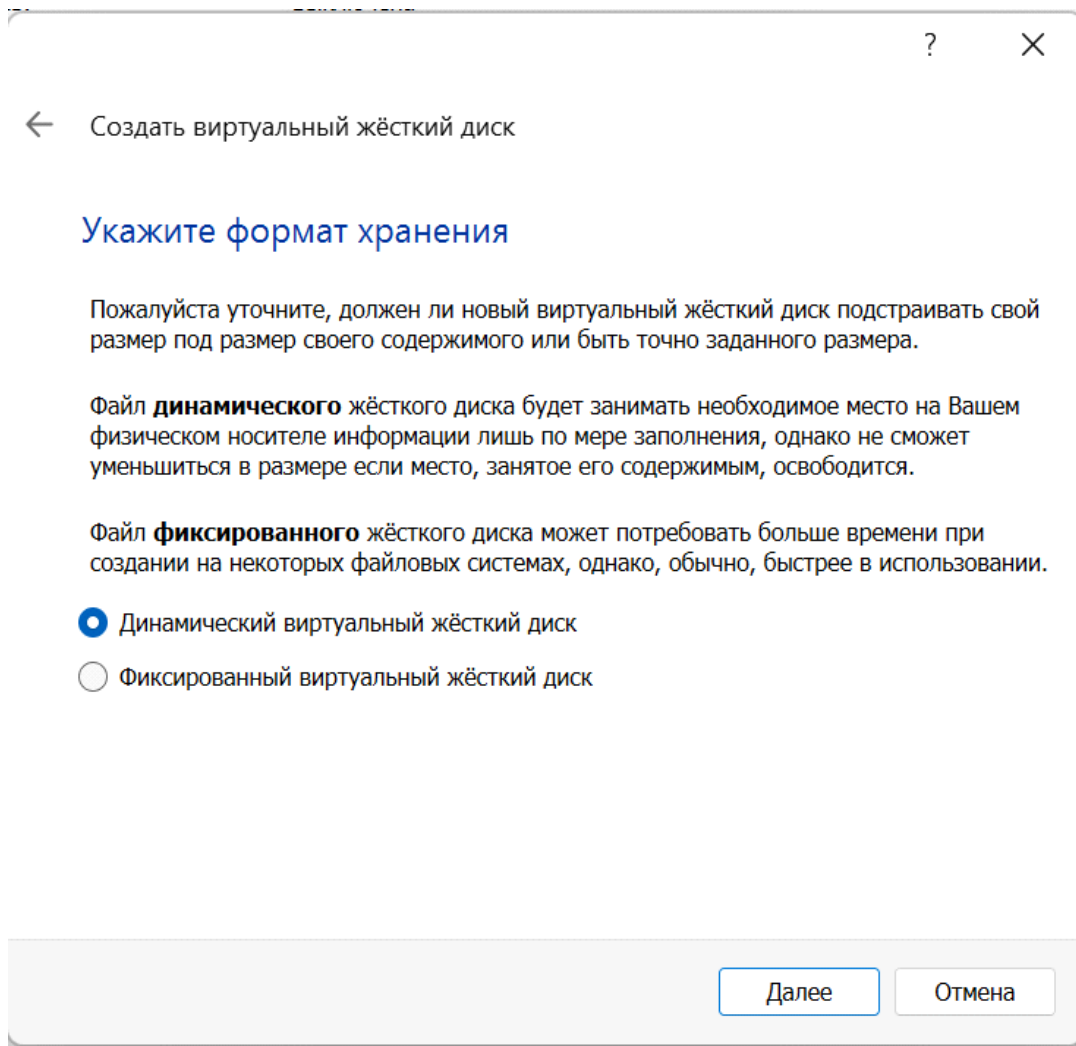 ?
Создать виртуальный жёсткий диск
Укажите формат хранения
Пожалуйста уточните, должен ли новый виртуальный жёсткий диск подстраивать свой
размер под размер своего содержимого или быть точно заданного размера.
Файл динамического жёсткого диска будет занимать необходимое место на Вашем
физическом носителе информации лишь по мере заполнения, однако не сможет
уменьшиться в размере если место, занятое его содержимым, освободится.
Файл фиксированного жёсткого диска может потребовать больше времени при
создании на некоторых файловых системах, однако, обычно, быстрее в использовании.
Динамический виртуальный жёсткий диск
Фиксированный виртуальный жёсткий диск
Далее
Отмена